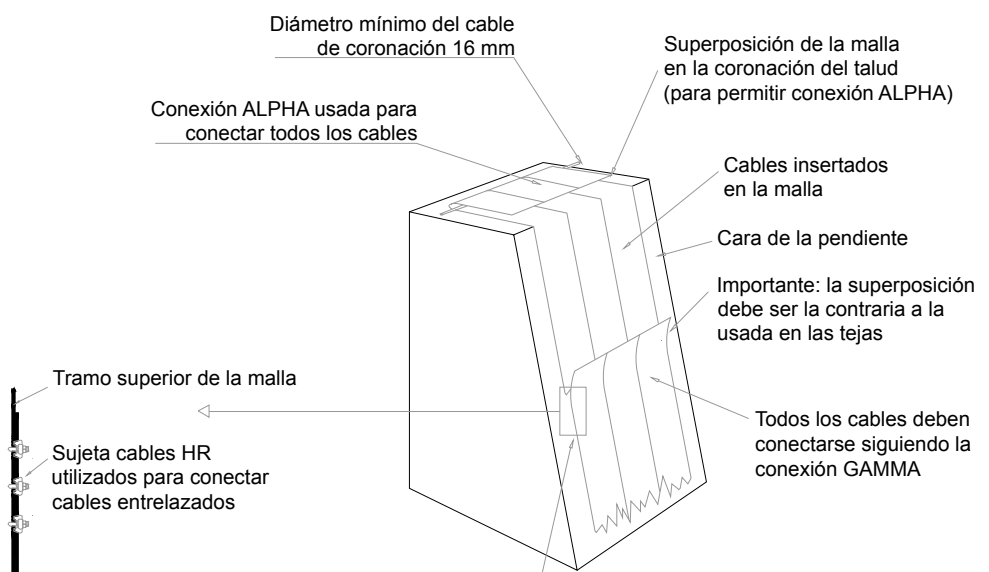 Diámetro mínimo del cable
de coronación 16 mm
Superposición de la malla
en la coronación del talud
(para permitir conexión ALPHA)
Conexión ALPHA usada para
conectar todos los cables
Cables insertados
en la malla
Cara de la pendiente
Importante: la superposición
debe ser la contraria a la
usada en las tejas
Tramo superior de la malla
Todos los cables deben
conectarse siguiendo la
conexión GAMMA
Sujeta cables HR
utilizados para conectar
cables entrelazados